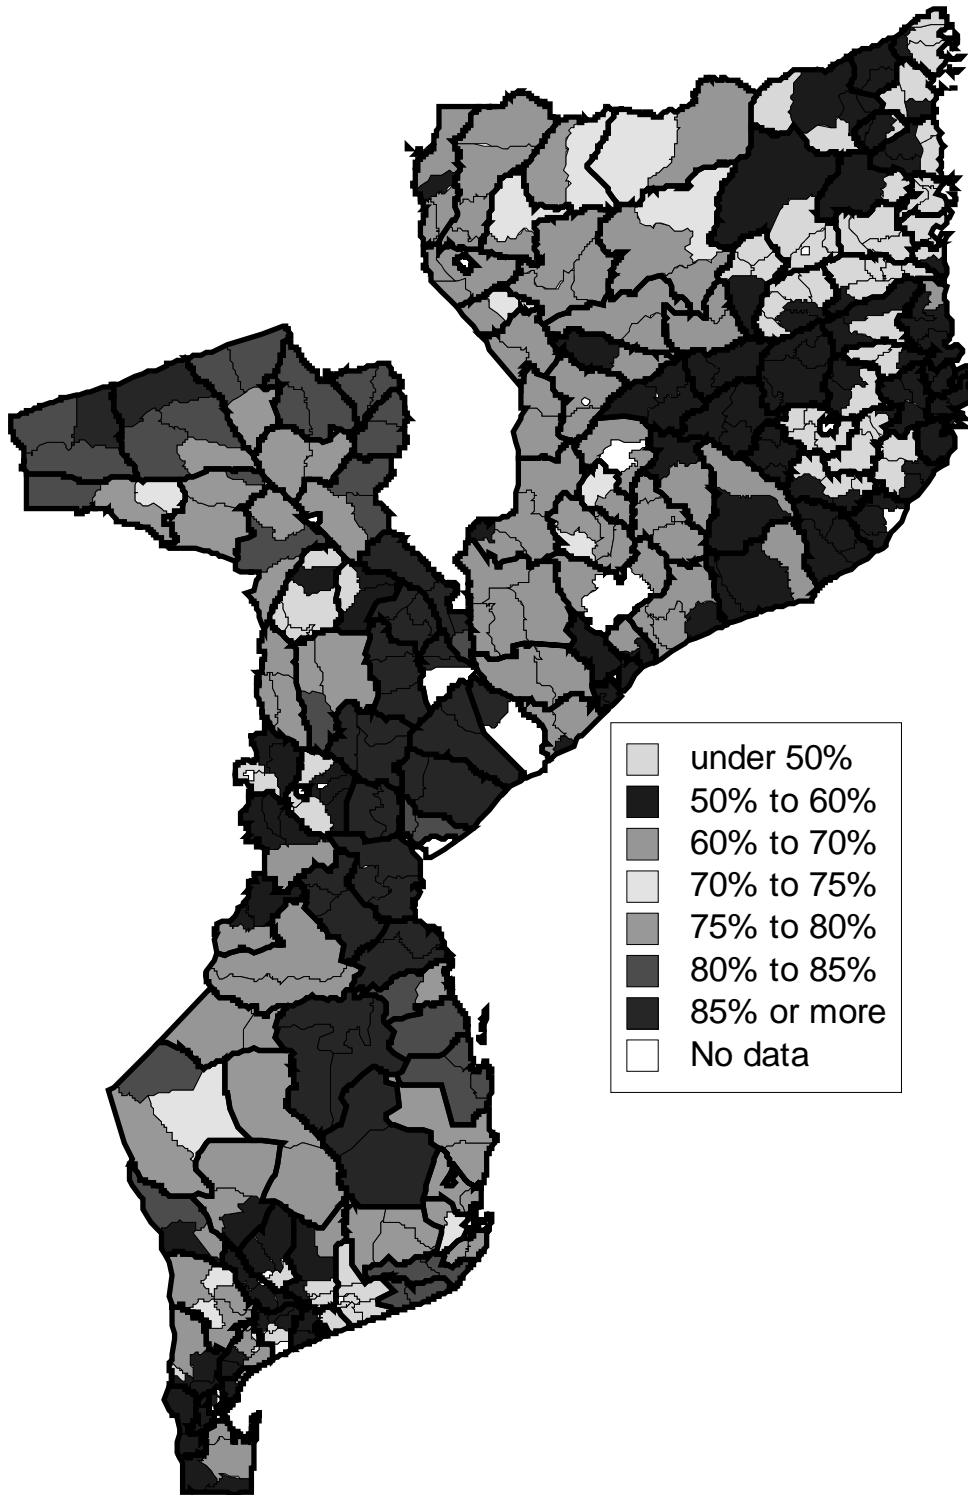 under 50%
50% to 60%
60% to 70%
70% to 75%
75% to 80%
80% to 85%
85% or more
No data